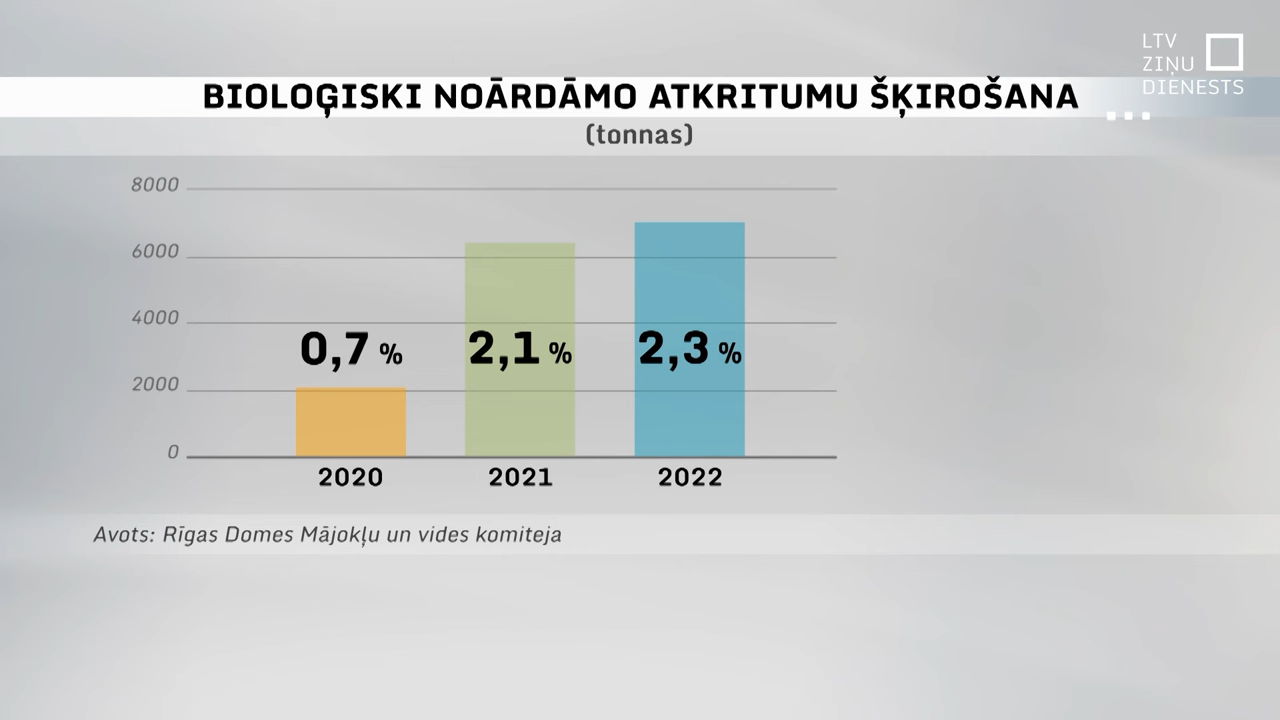 LTV
ZIŅU
DIENESTS
BIOLOĢISKI NOĀRDĀMO ATKRITUMU ŠĶIROŠANA
(tonnas)
8000
6000
4000
2000
0
0,7 %
2,1 %
2,3 %
2020
2021
2022
Avots: Rīgas Domes Mājokļu un vides komiteja